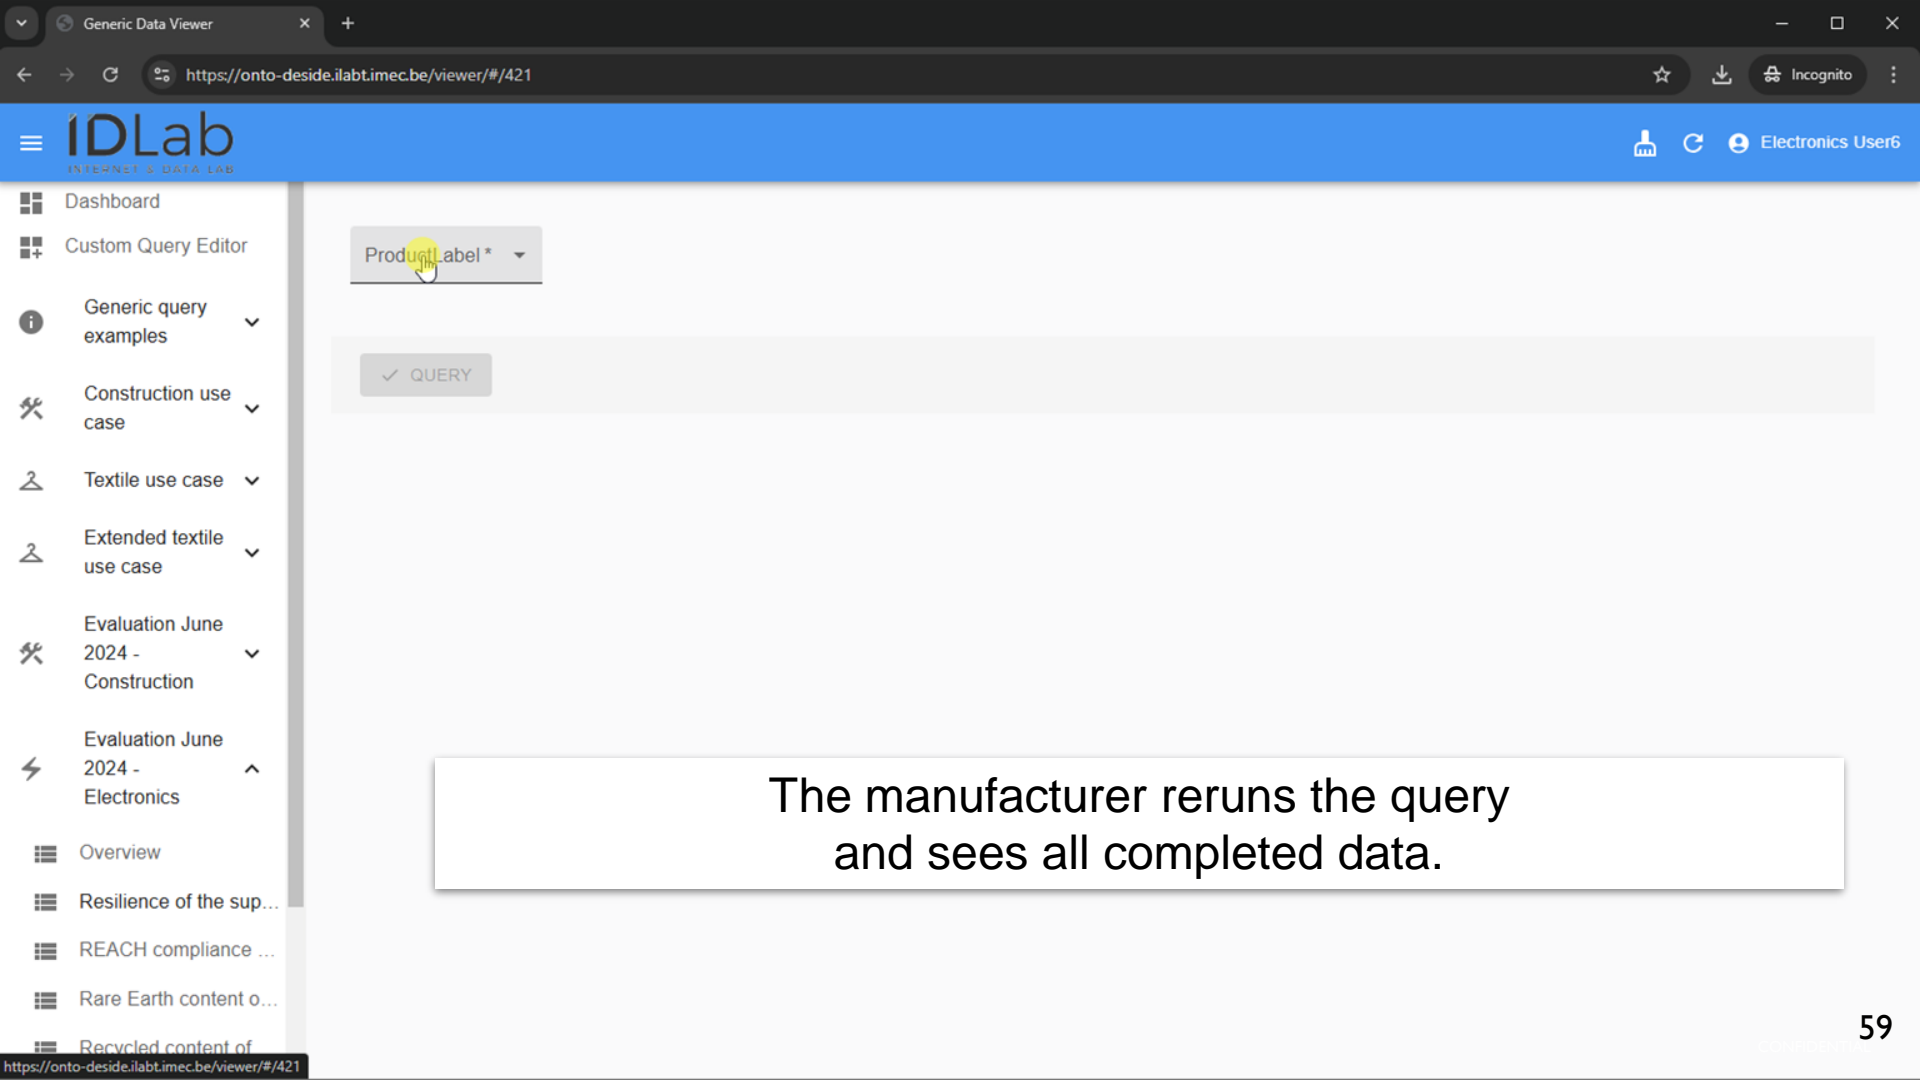 Generic Data Viewer
https://onto-deside.ilabt.imec.be/viewer/#/421
Incognito
IDLab
INTERNET & DATA LAB
Electronics User6
Dashboard
Custom Query Editor
Generic query
examples
Construction use
case
Textile use case
Extended textile
use case
Evaluation June
2024 -
Construction
Evaluation June
2024 -
Electronics
Overview
Resilience of the sup...
REACH compliance ...
Rare Earth content o...
Recycled content of
https://onto-deside.ilabt.imec.be/viewer/#/421
ProductLabel *
QUERY
The manufacturer reruns the query
and sees all completed data.
59